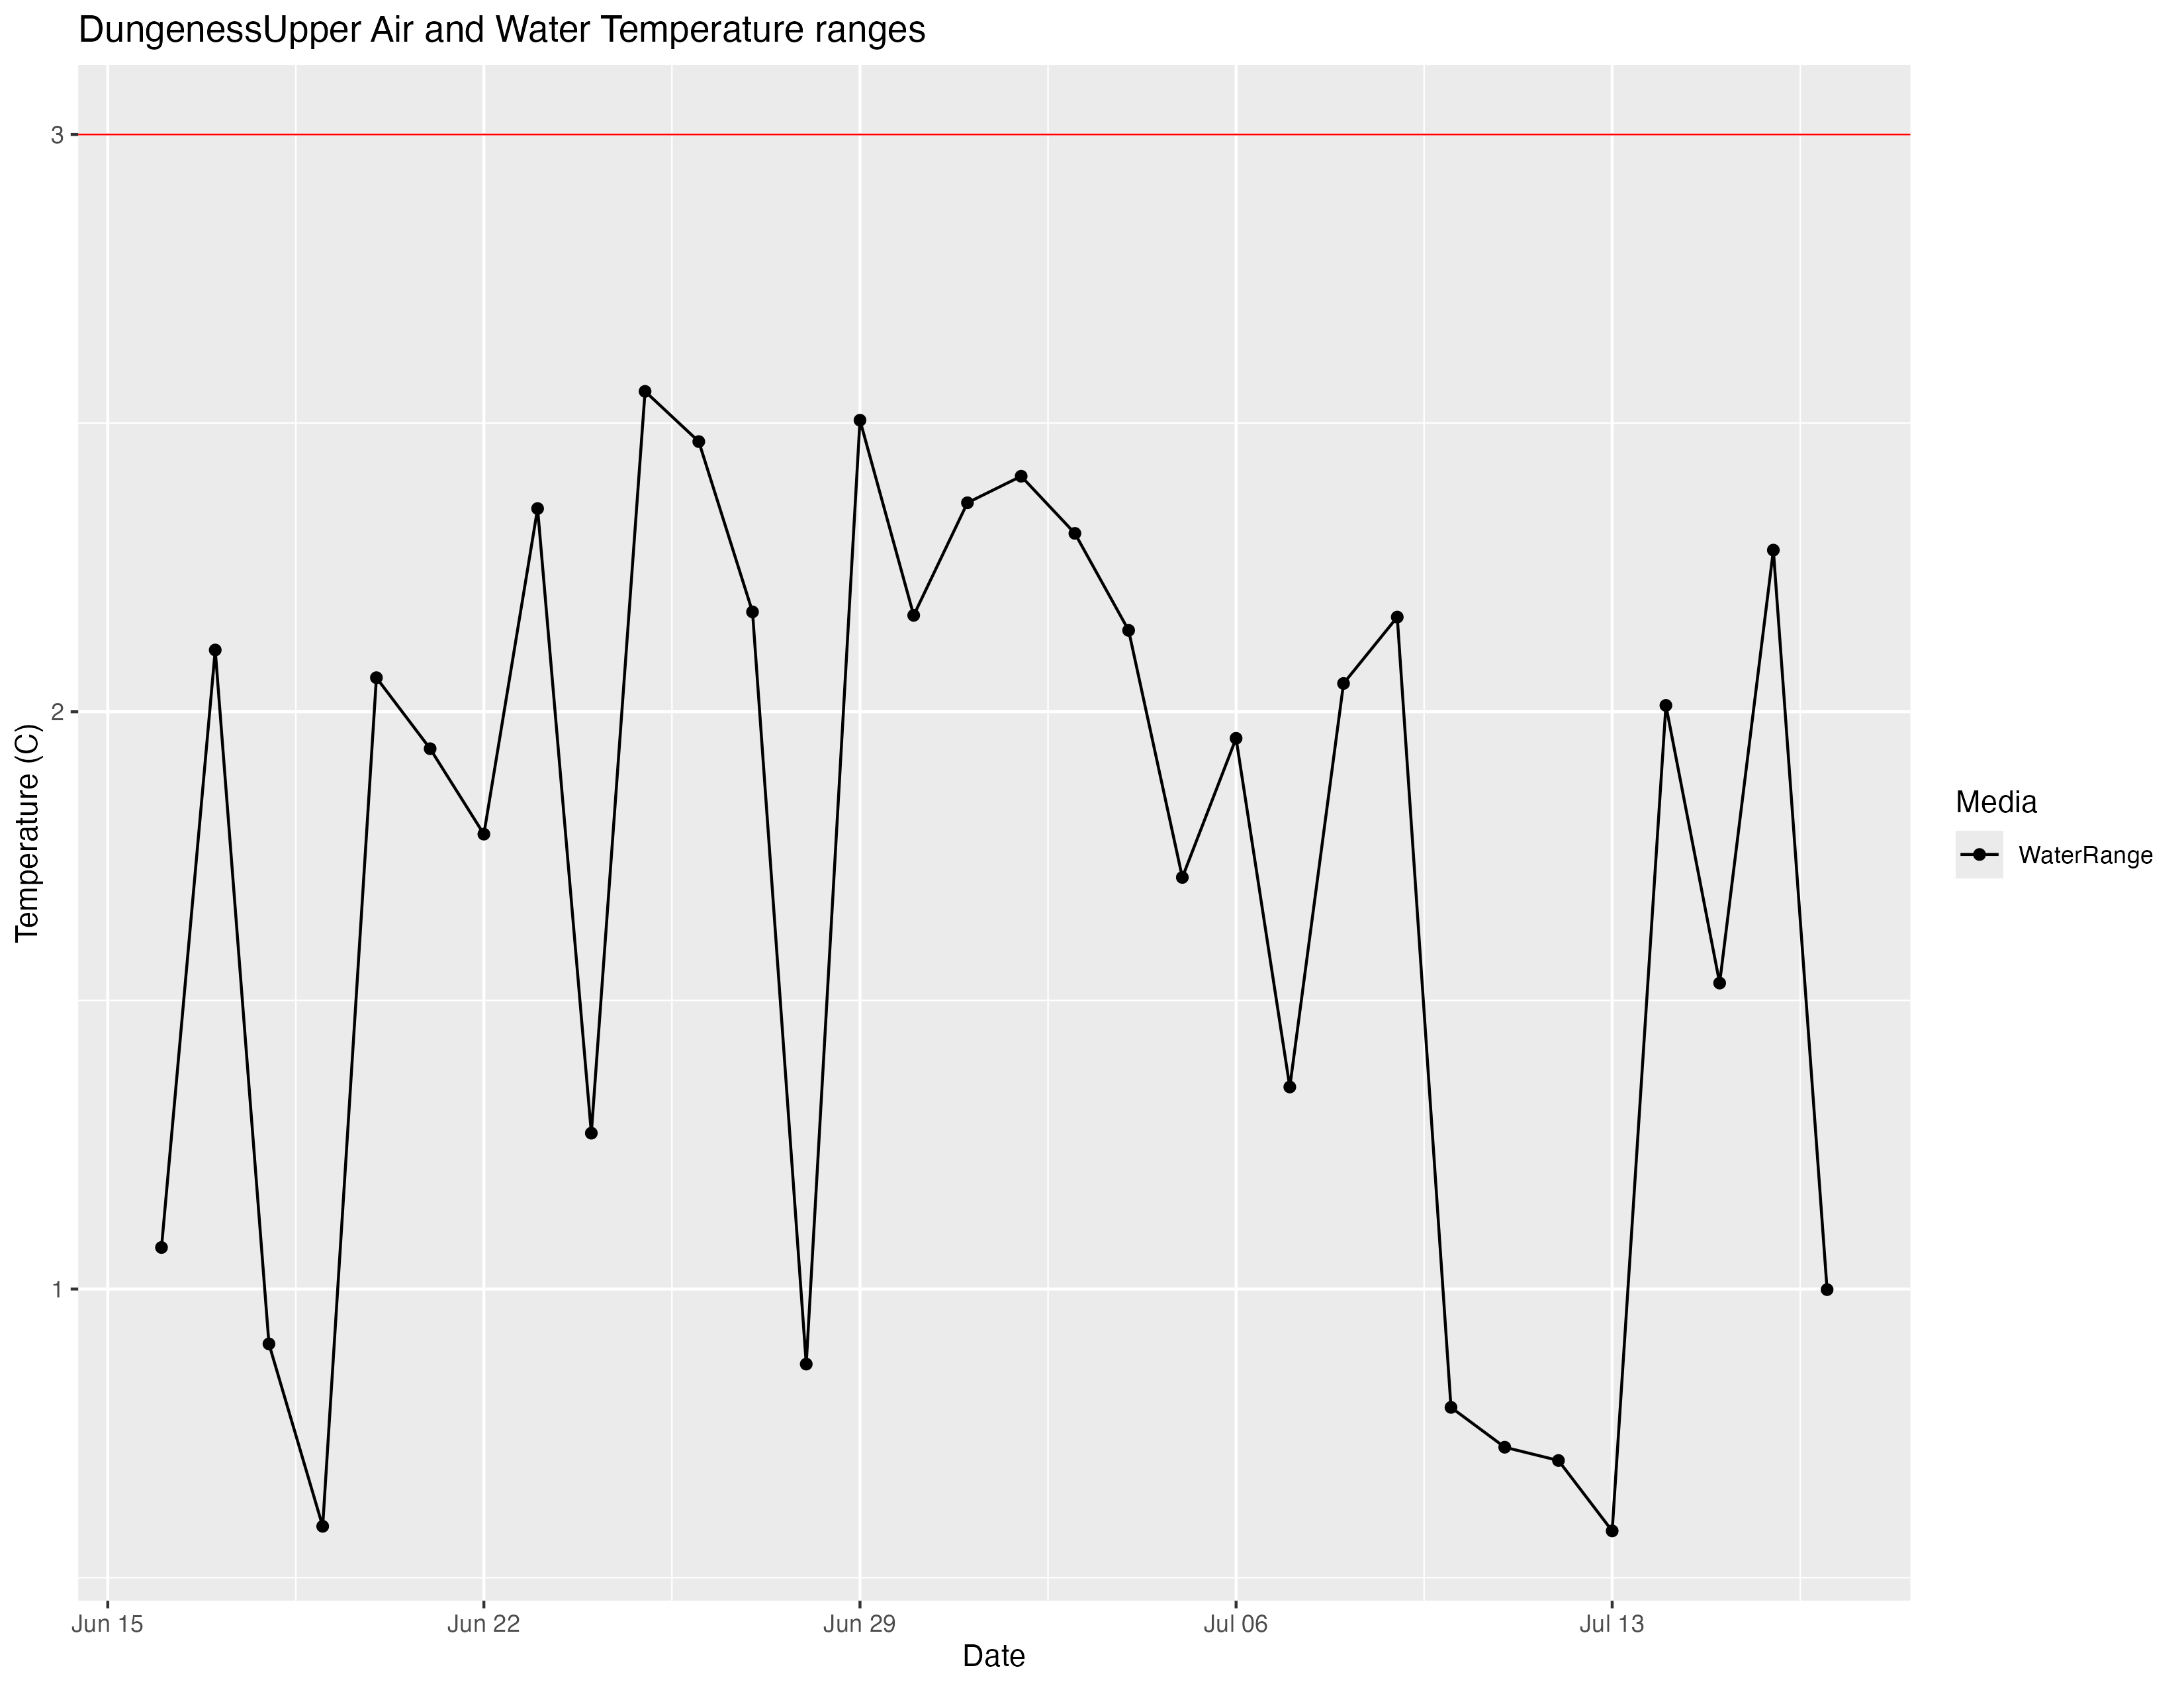 DungenessUpper Air and Water Temperature ranges
3
2
1
Temperature (C)
Jun 15
Jun 22
Jun 29
Jul 06
Jul 13
Date
Media
WaterRange